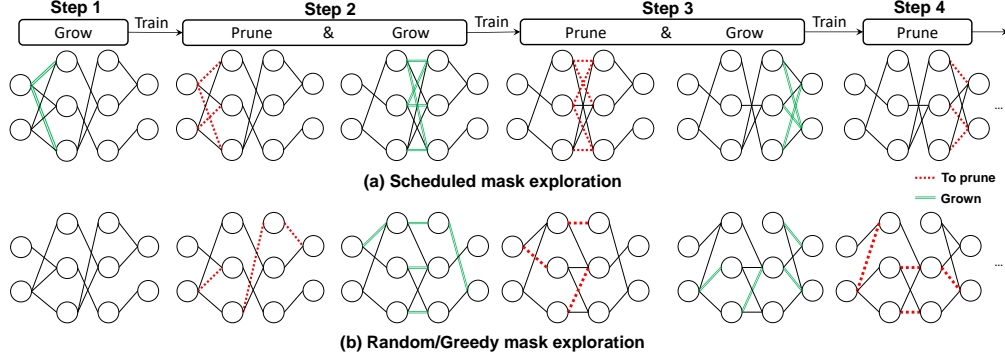 Step 1 Step 2 Step 3 Step 4
Grow Train Prune & Grow Train Prune & Grow Train Prune
...
(a) Scheduled mask exploration
To prune
Grown
...
(b) Random/Greedy mask exploration